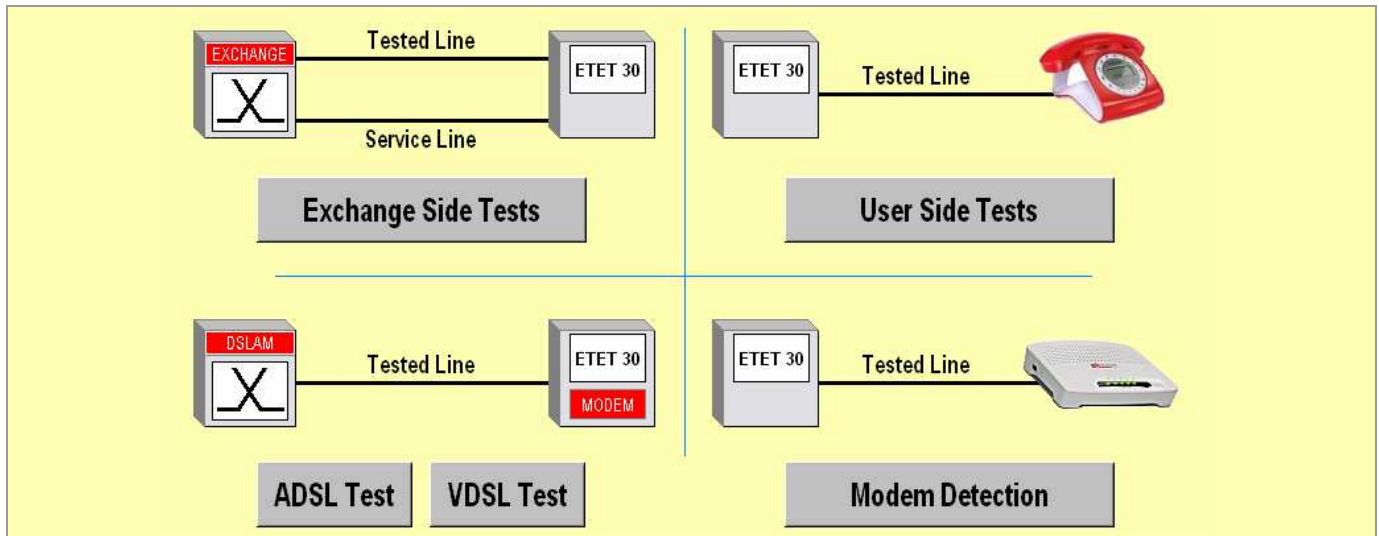 Tested Line
EXCHANGE
ETET 30
Service Line
Exchange Side Tests
ETET 30
Tested Line
User Side Tests
DSLAM
Tested Line
ETET 30
MODEM
ADSL Test
VDSL Test
ETET 30
Tested Line
Modem Detection